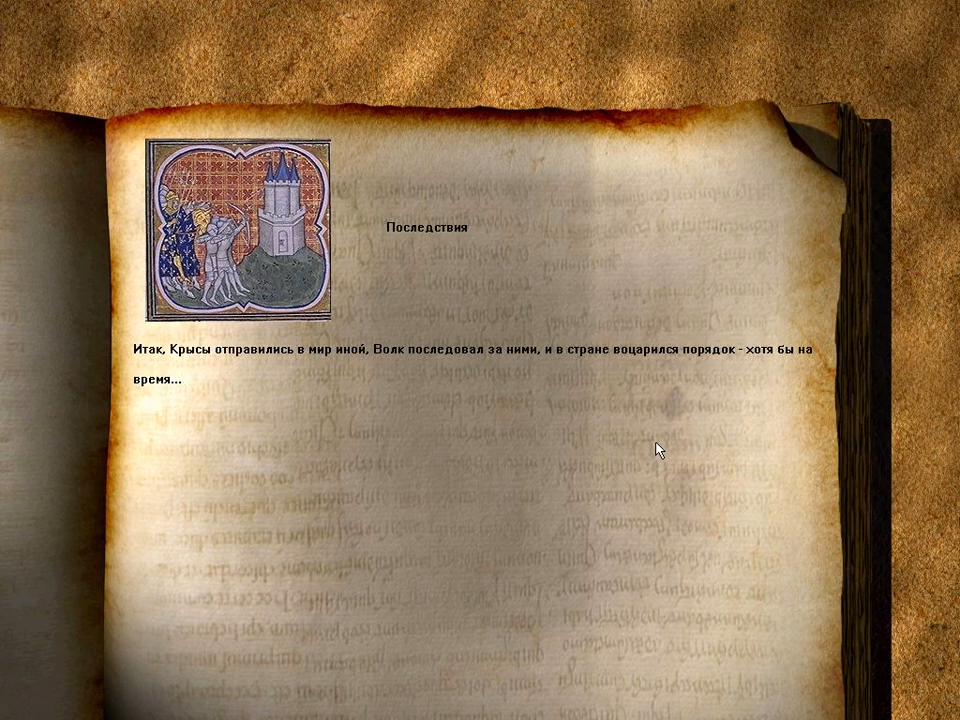 Последствия
Итак, Крысы отправились в мир иной, Волк последовал за ними, и в стране воцарился порядок - хотя бы на
время...